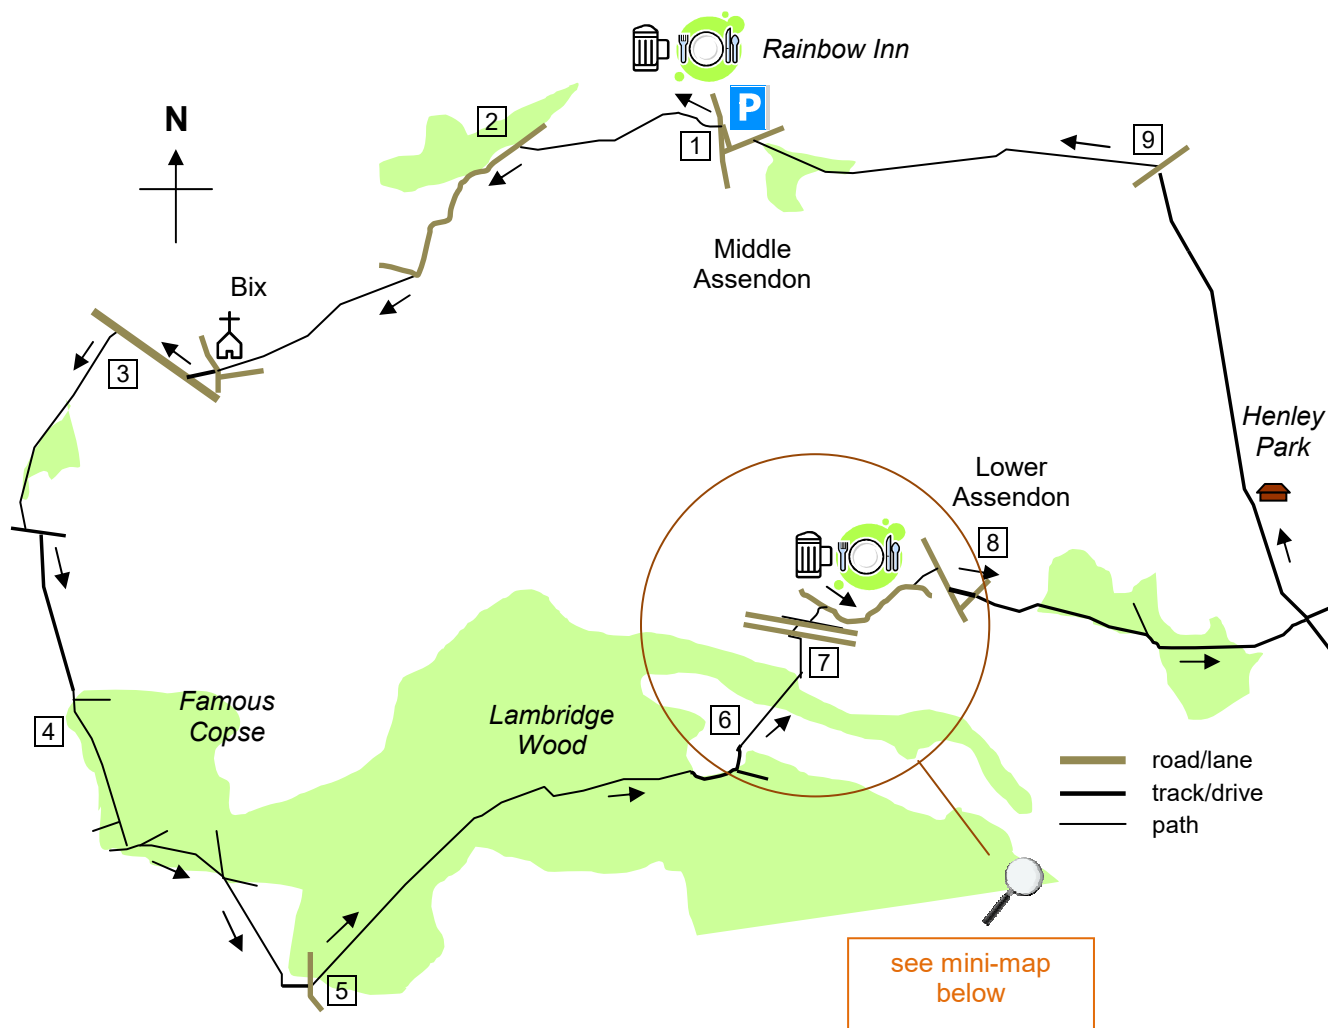 Rainbow Inn
P
N
2
1
9
Middle
Assendon
Bix
3
Henley
Park
Lower
Assendon
8
7
Famous
Copse
4
Lambridge
Wood
6
road/lane
track/drive
path
5
see mini-map
below